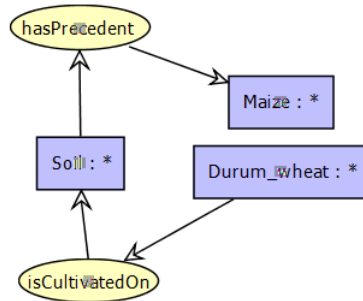 hasPrecedent
Maize : *
Soil : *
Durum_wheat : *
isCultivatedOn